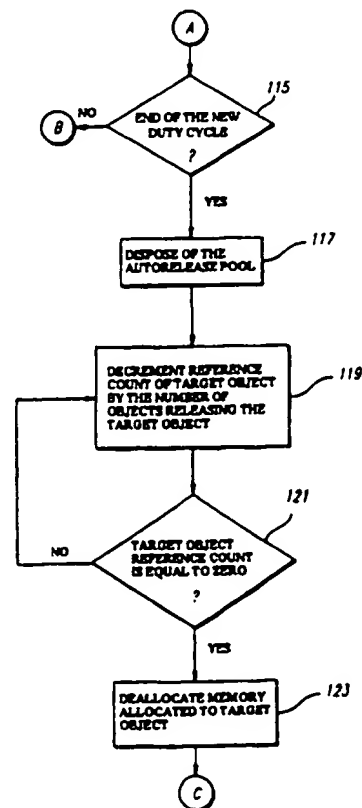 A
115
END OF THE NEW
DUTY CYCLE
?
NO
B
YES
117
DISPOSE OF THE
AUTORELEASE POOL
DECREMENT REFERENCE
COUNT OF TARGET OBJECT
BY THE NUMBER OF
OBJECTS RELEASING THE
TARGET OBJECT
119
121
TARGET OBJECT
REFERENCE COUNT
IS EQUAL TO ZERO
?
NO
YES
123
DEALLOCATE MEMORY
ALLOCATED TO TARGET
OBJECT
C